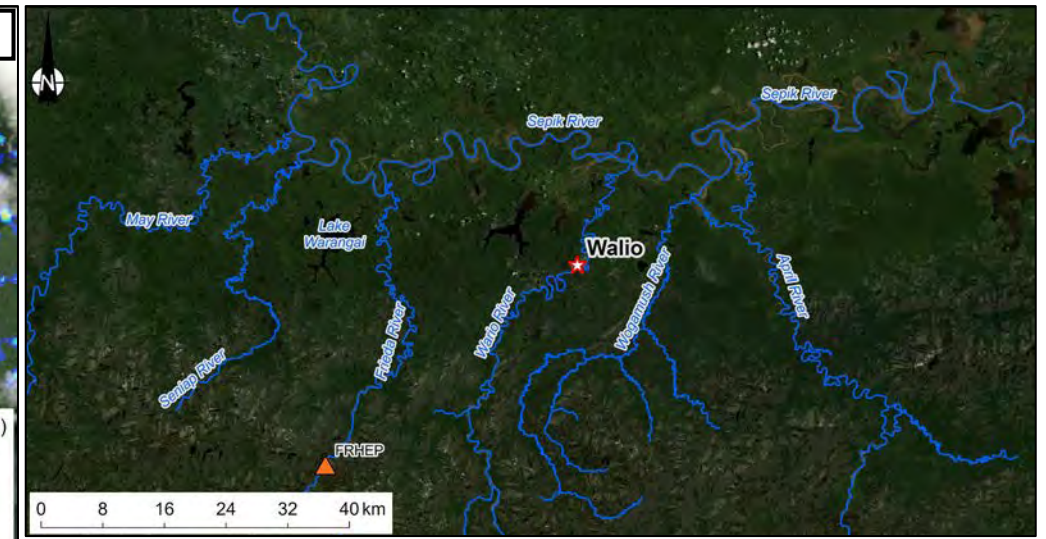 N
Sepik River
Sepik River
May River
Lake
Warangai
Walio
Wario River
Wogamush River
April River
Frieda River
Seniap River
FRHEP
0 8 16 24 32 40 km
)